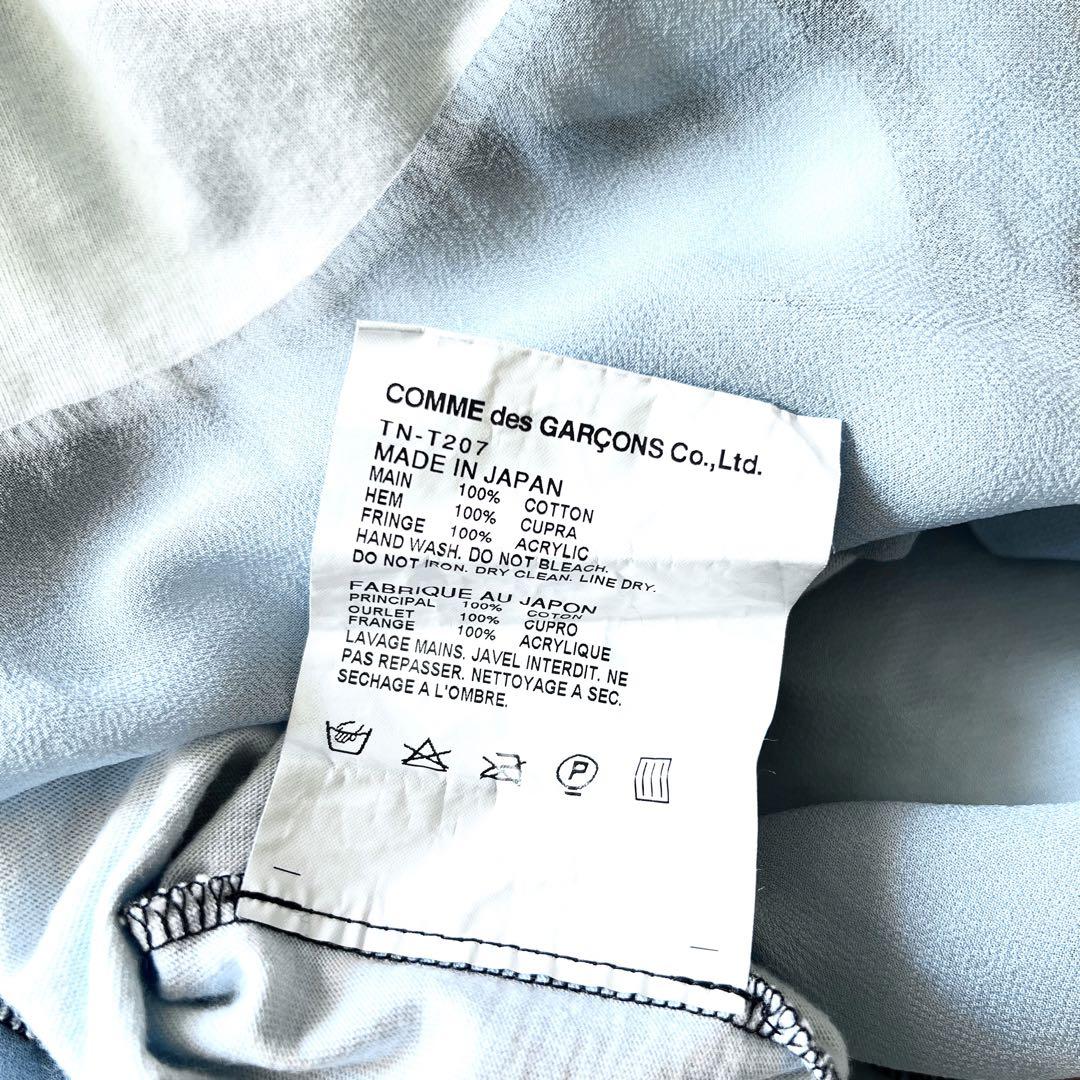 COMME des GARÇONS Co.,Ltd.
TN-T207
MADE IN JAPAN
MAIN 100% COTTON
HEM 100% CUPRA
FRINGE 100% ACRYLIC
HAND WASH. DO NOT BLEACH.
DO NOT IRON. DRY CLEAN. LINE DRY.
FABRIQUE AU JAPON
PRINCIPAL 100% COTON
OURLET 100% CUPRO
FRANGE 100% ACRYLIQUE
LAVAGE MAINS. JAVEL INTERDIT. NE
PAS REPASSER. NETTOYAGE A SEC.
SECHAGE A L'OMBRE.
P